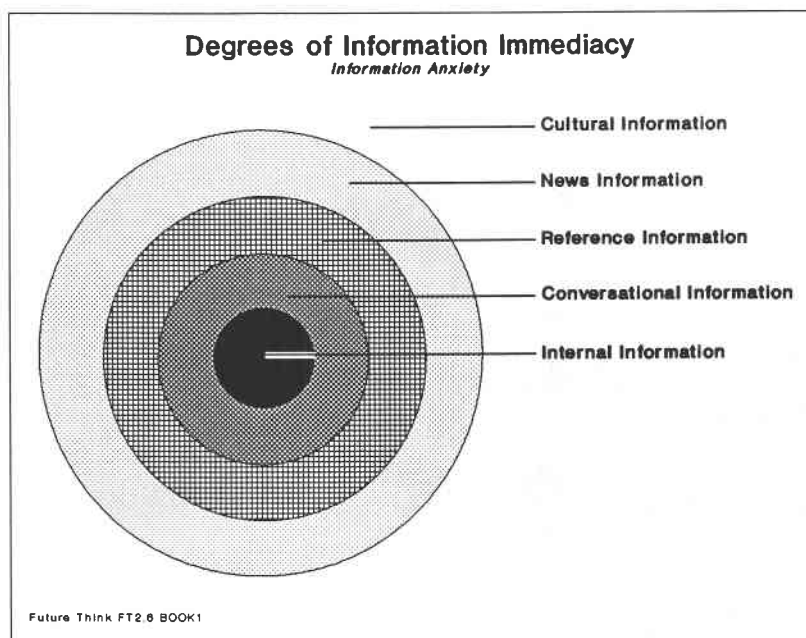 Degrees of Information Immediacy
Information Anxiety
Cultural Information
News Information
Reference Information
Conversational Information
Internal Information
Future Think FT2.6 BOOK1